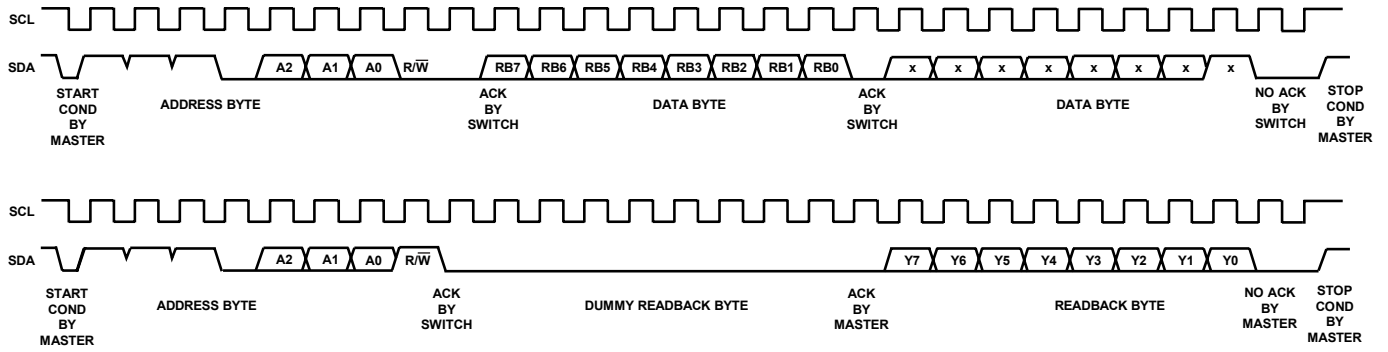 SCL
SDA A2 A1 A0 R/W̅ RB7 RB6 RB5 RB4 RB3 RB2 RB1 RB0 x x x x x x x x
START COND BY MASTER
ADDRESS BYTE
ACK BY SWITCH
DATA BYTE
ACK BY SWITCH
DATA BYTE
NO ACK BY SWITCH
STOP COND BY MASTER
SCL
SDA A2 A1 A0 R/W̅ Y7 Y6 Y5 Y4 Y3 Y2 Y1 Y0
START COND BY MASTER
ADDRESS BYTE
ACK BY SWITCH
DUMMY READBACK BYTE
ACK BY MASTER
READBACK BYTE
NO ACK BY MASTER
STOP COND BY MASTER